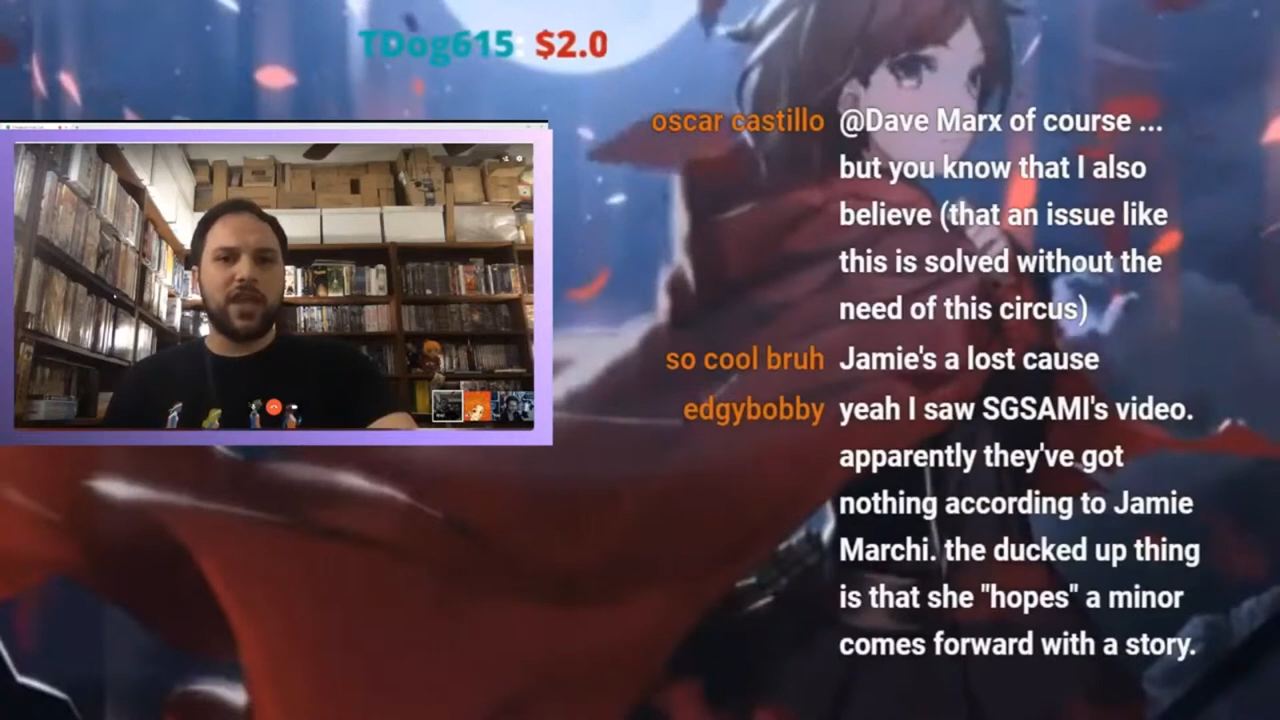 TDog615: $2.0
oscar castillo @Dave Marx of course ...
but you know that I also
believe (that an issue like
this is solved without the
need of this circus)
so cool bruh Jamie's a lost cause
edgybobby yeah I saw SGSAMI's video.
apparently they've got
nothing according to Jamie
Marchi. the ducked up thing
is that she "hopes" a minor
comes forward with a story.